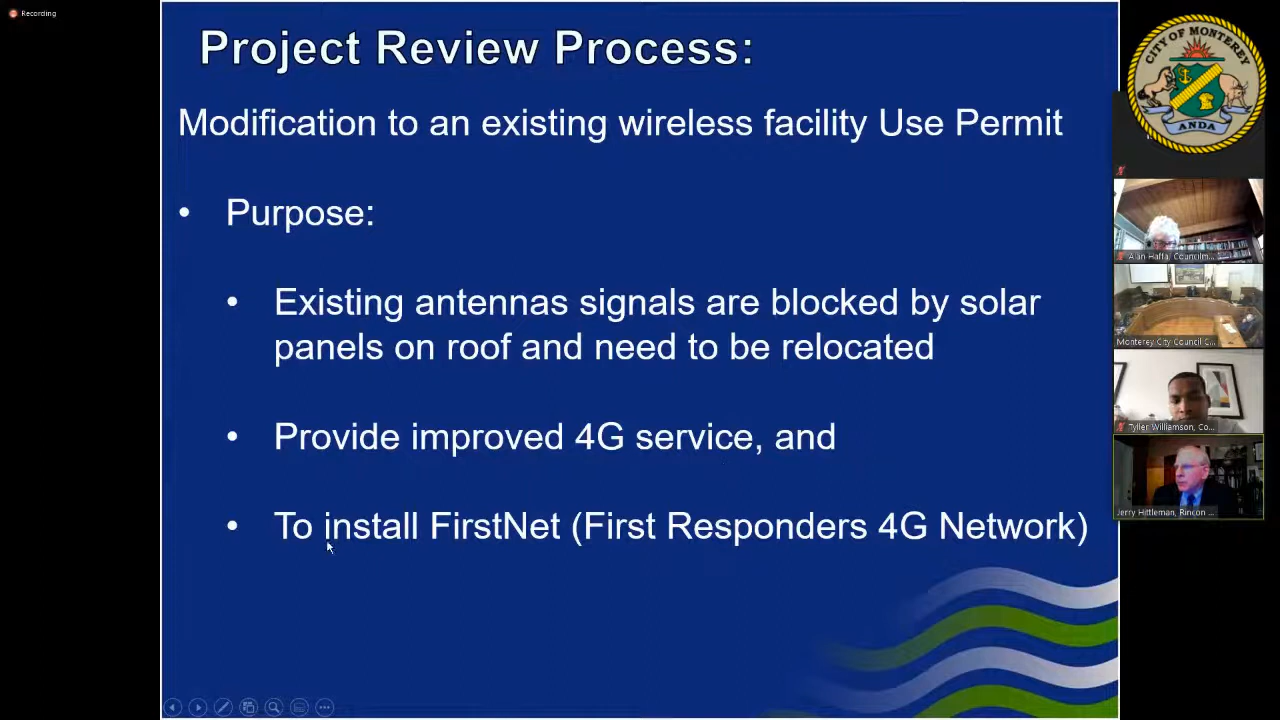 Recording
Project Review Process:
Modification to an existing wireless facility Use Permit
• Purpose:
• Existing antennas signals are blocked by solar
panels on roof and need to be relocated
• Provide improved 4G service, and
• To install FirstNet (First Responders 4G Network)
CITY OF MONTEREY
ANDA
Alan Haffa, Councilm...
Monterey City Council C...
Tyller Williamson, Co...
Jerry Hittleman, Rincon ...